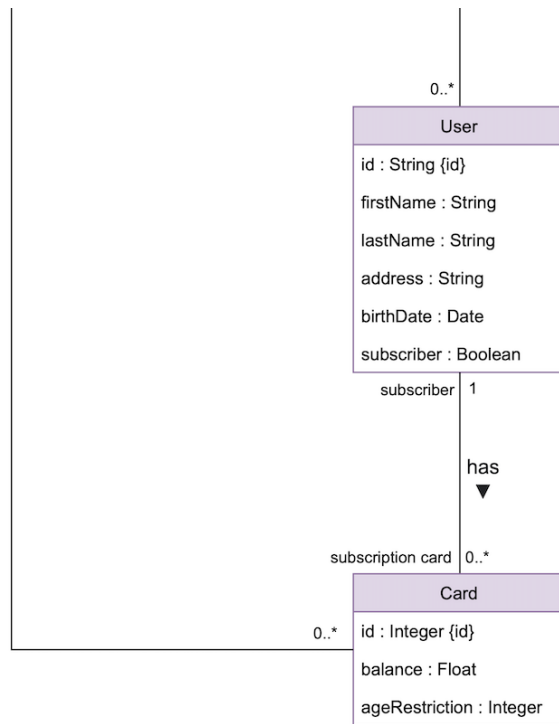 0..*
User
id : String {id}
firstName : String
lastName : String
address : String
birthDate : Date
subscriber : Boolean
subscriber 1
has
▼
subscription card 0..*
Card
0..* id : Integer {id}
balance : Float
ageRestriction : Integer